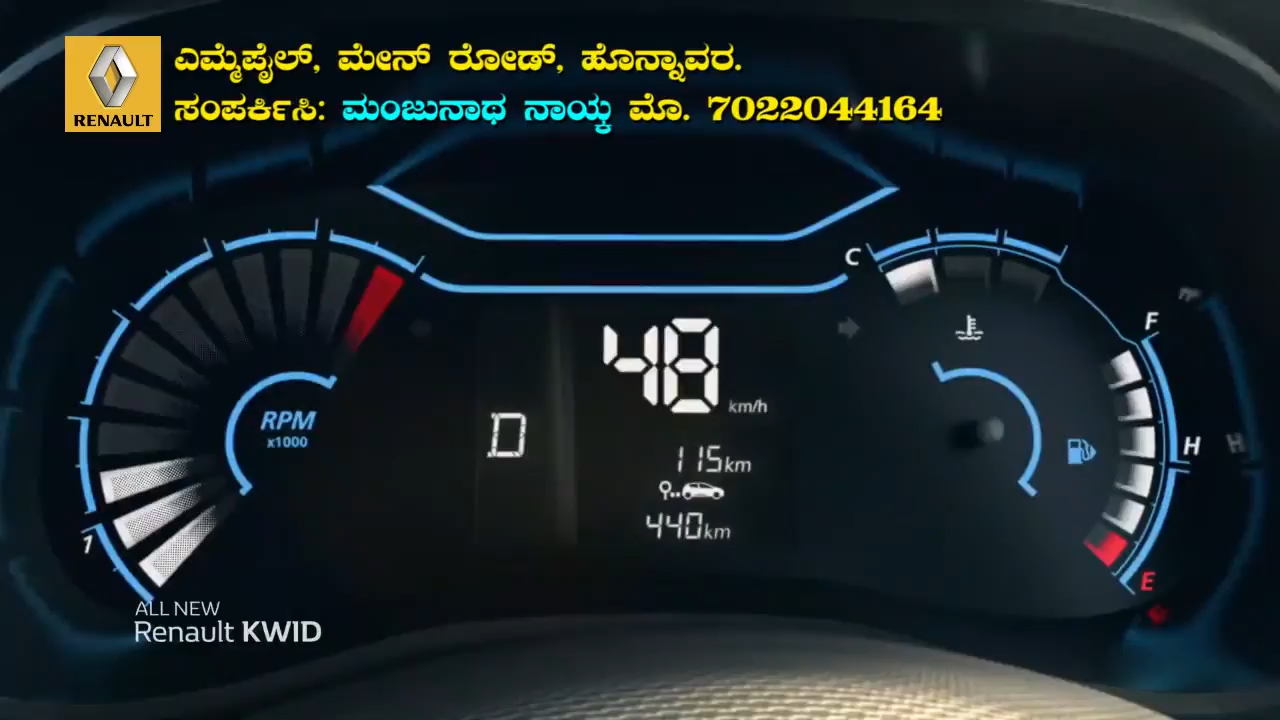 ಎಮ್ಮೆಪೈಲ್, ಮೇನ್ ರೋಡ್, ಹೊನ್ನಾವರ.
RENAULT
ಸಂಪರ್ಕಿಸಿ: ಮಂಜುನಾಥ ನಾಯ್ಕ ಮೊ. 7022044164
C
F
48
km/h
RPM
x1000
D
H
115km
440km
1
E
ALL NEW
Renault KWID